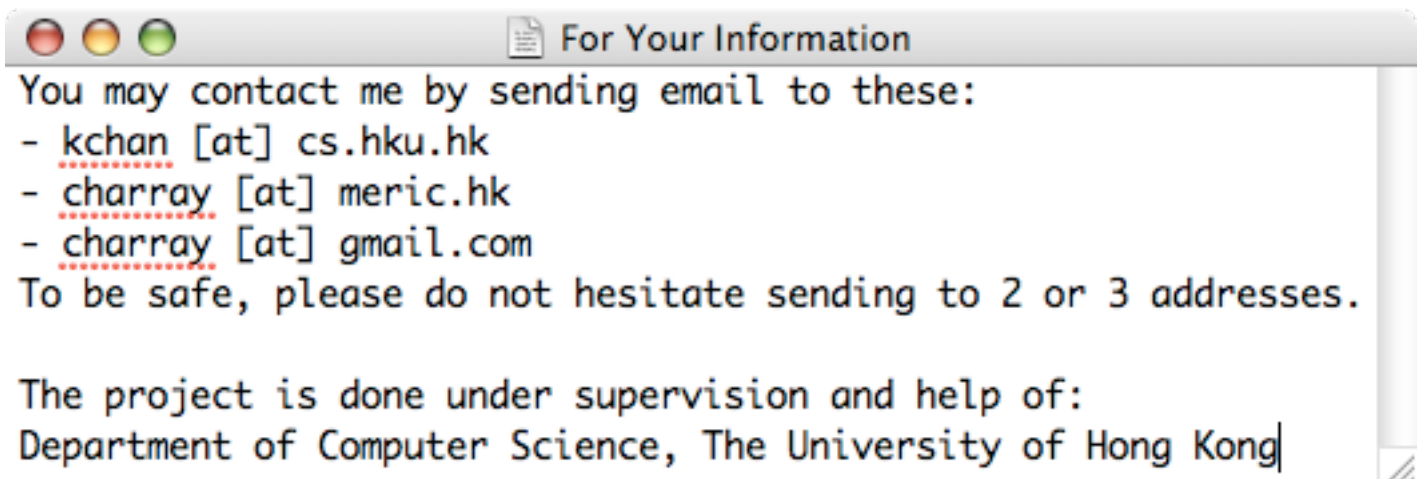 For Your Information
You may contact me by sending email to these:
- kchan [at] cs.hku.hk
- charray [at] meric.hk
- charray [at] gmail.com
To be safe, please do not hesitate sending to 2 or 3 addresses.
The project is done under supervision and help of:
Department of Computer Science, The University of Hong Kong